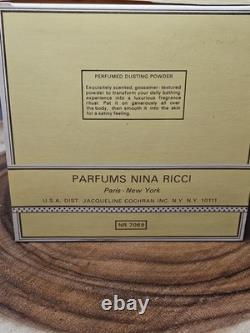 PERFUMED DUSTING POWDER
Exquisitely scented, gossamer-textured
powder to transform your daily bathing
experience into a luxurious fragrance
ritual. Pat it on generously all over
the body, then smooth it into the skin
for a satiny feeling.
PARFUMS NINA RICCI
Paris - New York
U.S.A. DIST. JACQUELINE COCHRAN INC. N.Y. N.Y. 10111
NR 7069
ebay